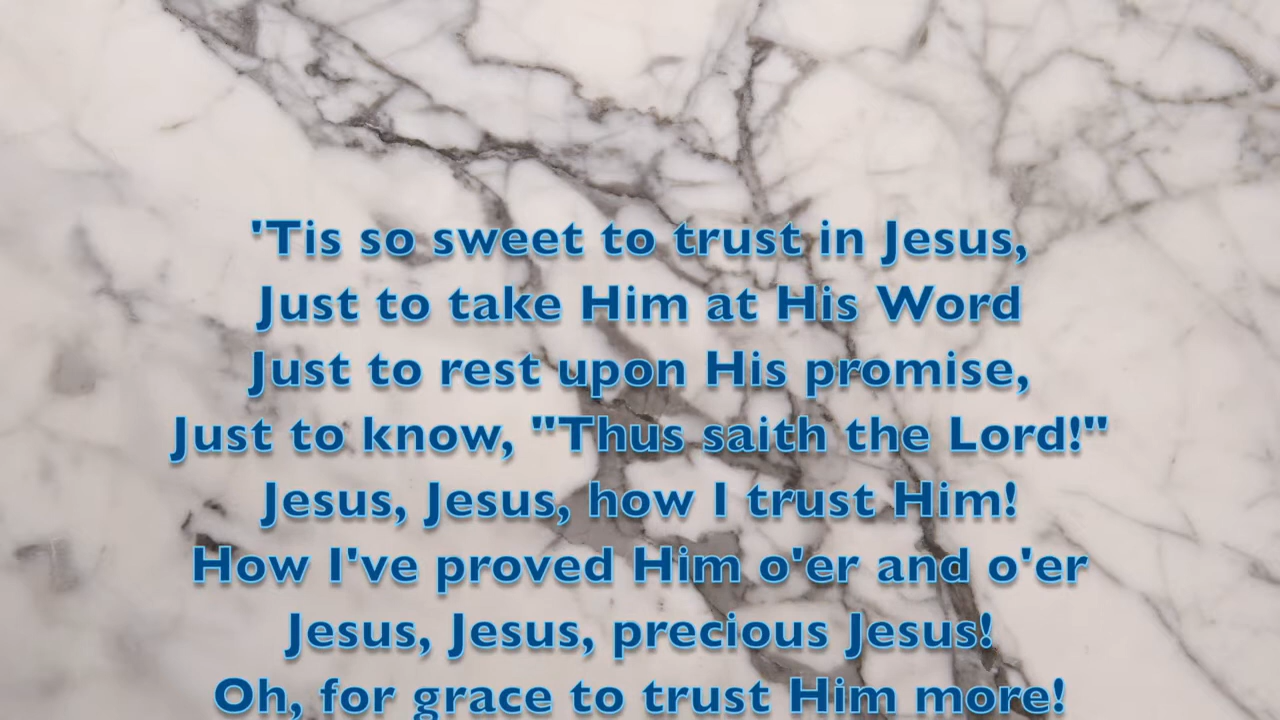 'Tis so sweet to trust in Jesus,
Just to take Him at His Word
Just to rest upon His promise,
Just to know, "Thus saith the Lord!"
Jesus, Jesus, how I trust Him!
How I've proved Him o'er and o'er
Jesus, Jesus, precious Jesus!
Oh, for grace to trust Him more!